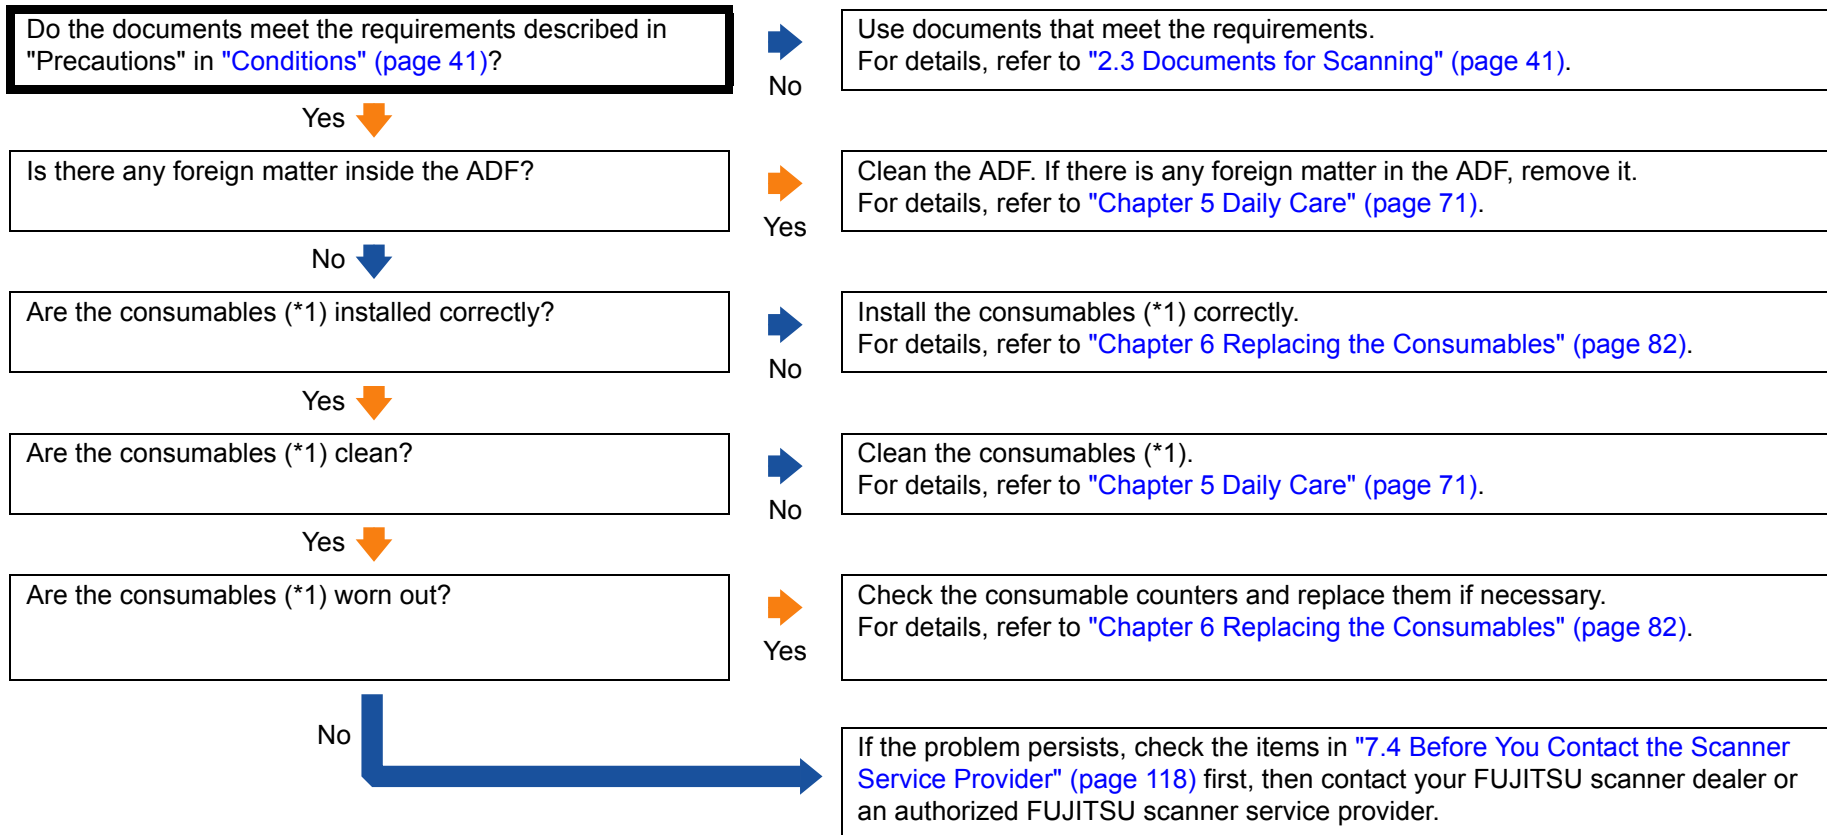 Do the documents meet the requirements described in
"Precautions" in "Conditions" (page 41)?
No
Use documents that meet the requirements.
For details, refer to "2.3 Documents for Scanning" (page 41).
Yes
Is there any foreign matter inside the ADF?
Yes
Clean the ADF. If there is any foreign matter in the ADF, remove it.
For details, refer to "Chapter 5 Daily Care" (page 71).
No
Are the consumables (*1) installed correctly?
No
Install the consumables (*1) correctly.
For details, refer to "Chapter 6 Replacing the Consumables" (page 82).
Yes
Are the consumables (*1) clean?
No
Clean the consumables (*1).
For details, refer to "Chapter 5 Daily Care" (page 71).
Yes
Are the consumables (*1) worn out?
Yes
Check the consumable counters and replace them if necessary.
For details, refer to "Chapter 6 Replacing the Consumables" (page 82).
No
If the problem persists, check the items in "7.4 Before You Contact the Scanner
Service Provider" (page 118) first, then contact your FUJITSU scanner dealer or
an authorized FUJITSU scanner service provider.